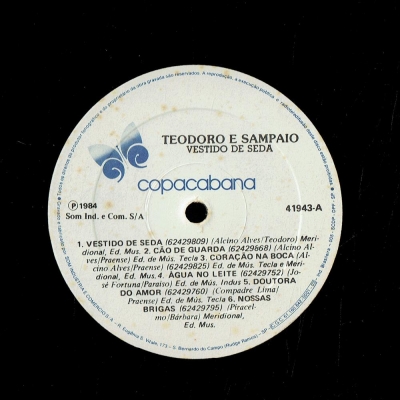 TEODORO E SAMPAIO
VESTIDO DE SEDA
copacabana
℗ 1984
Som Ind. e Com. S/A
41943-A
1. VESTIDO DE SEDA (62429809) (Alcino Alves/Teodoro) Meri-
dional, Ed. Mus. 2. CÃO DE GUARDA (62429868) (Alcino Al-
ves/Praense) Ed. de Mús. Tecla 3. CORAÇÃO NA BOCA (Al-
cino Alves/Praense) (62429825) Ed. de Mús. Tecla e Meri-
dional, Ed. Mus. 4. ÁGUA NO LEITE (62429752) (Jo-
sé Fortuna/Paraíso) Ed. de Mús. Indus 5. DOUTORA
DO AMOR (62429760) (Compadre Lima/
Praense) Ed. de Mús. Tecla 6. NOSSAS
BRIGAS (62429795) (Piracel-
mo/Bárbara) Meridional,
Ed. Mus.